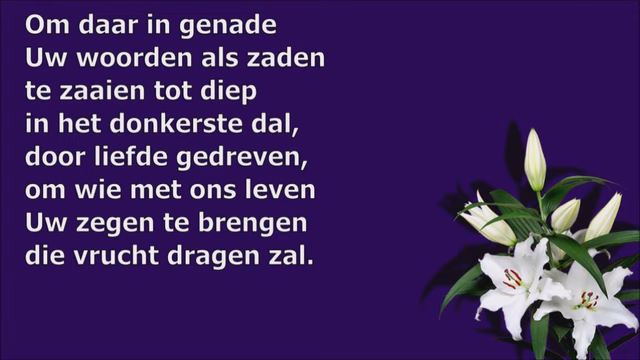 Om daar in genade
Uw woorden als zaden
te zaaien tot diep
in het donkerste dal,
door liefde gedreven,
om wie met ons leven
Uw zegen te brengen
die vrucht dragen zal.